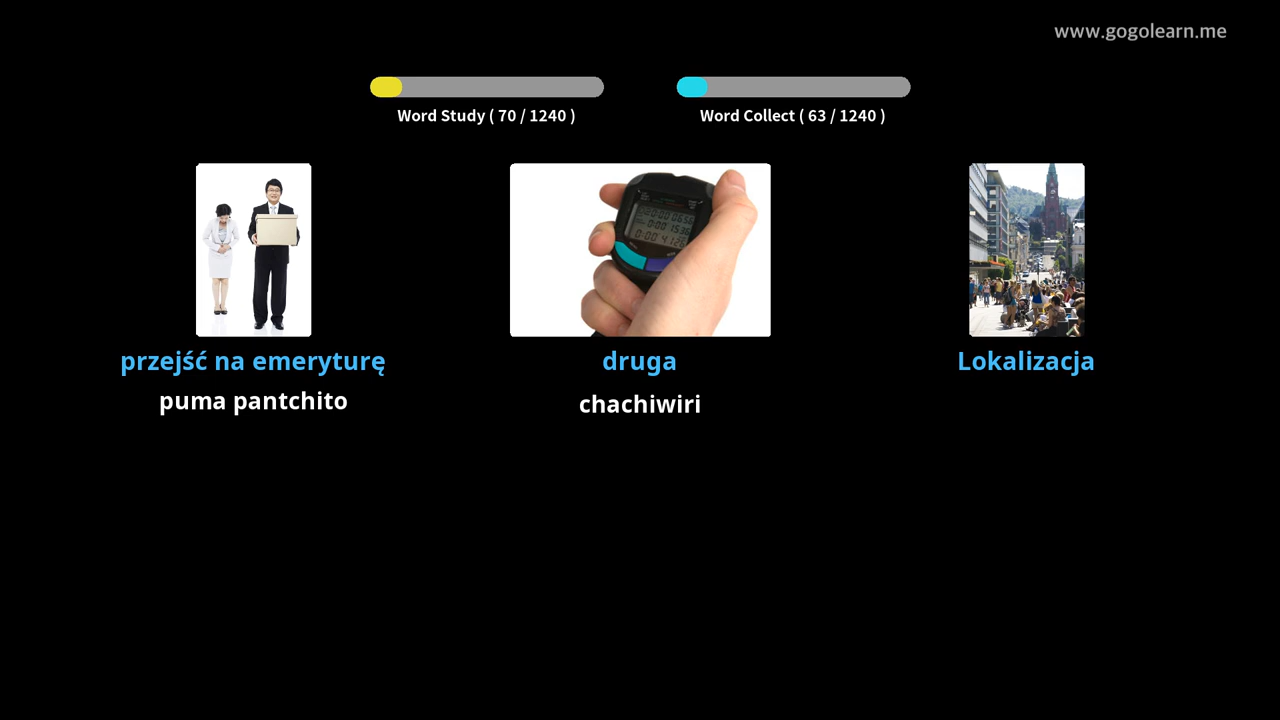 www.gogolearn.me
Word Study ( 70 / 1240 )
Word Collect ( 63 / 1240 )
przejść na emeryturę
druga
Lokalizacja
puma pantchito
chachiwiri